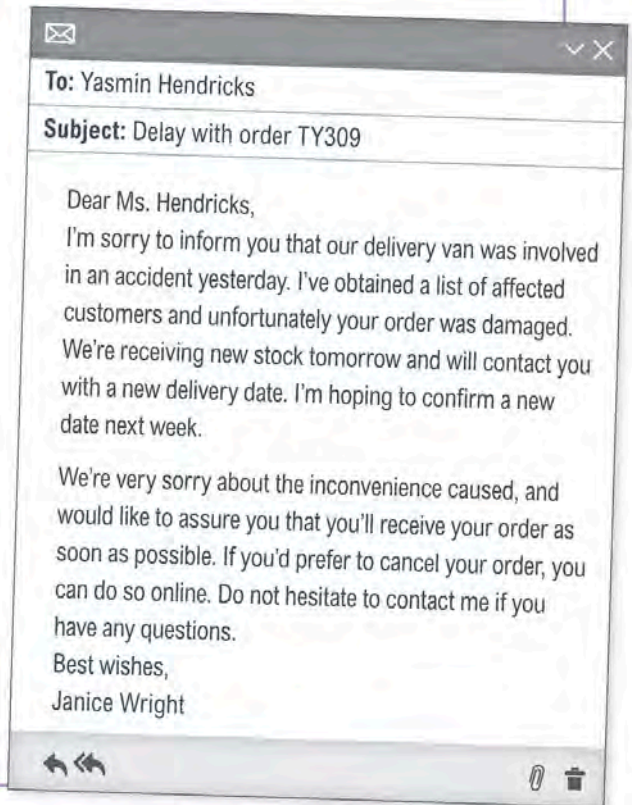 To: Yasmin Hendricks
Subject: Delay with order TY309
Dear Ms. Hendricks,
I'm sorry to inform you that our delivery van was involved
in an accident yesterday. I've obtained a list of affected
customers and unfortunately your order was damaged.
We're receiving new stock tomorrow and will contact you
with a new delivery date. I'm hoping to confirm a new
date next week.
We're very sorry about the inconvenience caused, and
would like to assure you that you'll receive your order as
soon as possible. If you'd prefer to cancel your order, you
can do so online. Do not hesitate to contact me if you
have any questions.
Best wishes,
Janice Wright